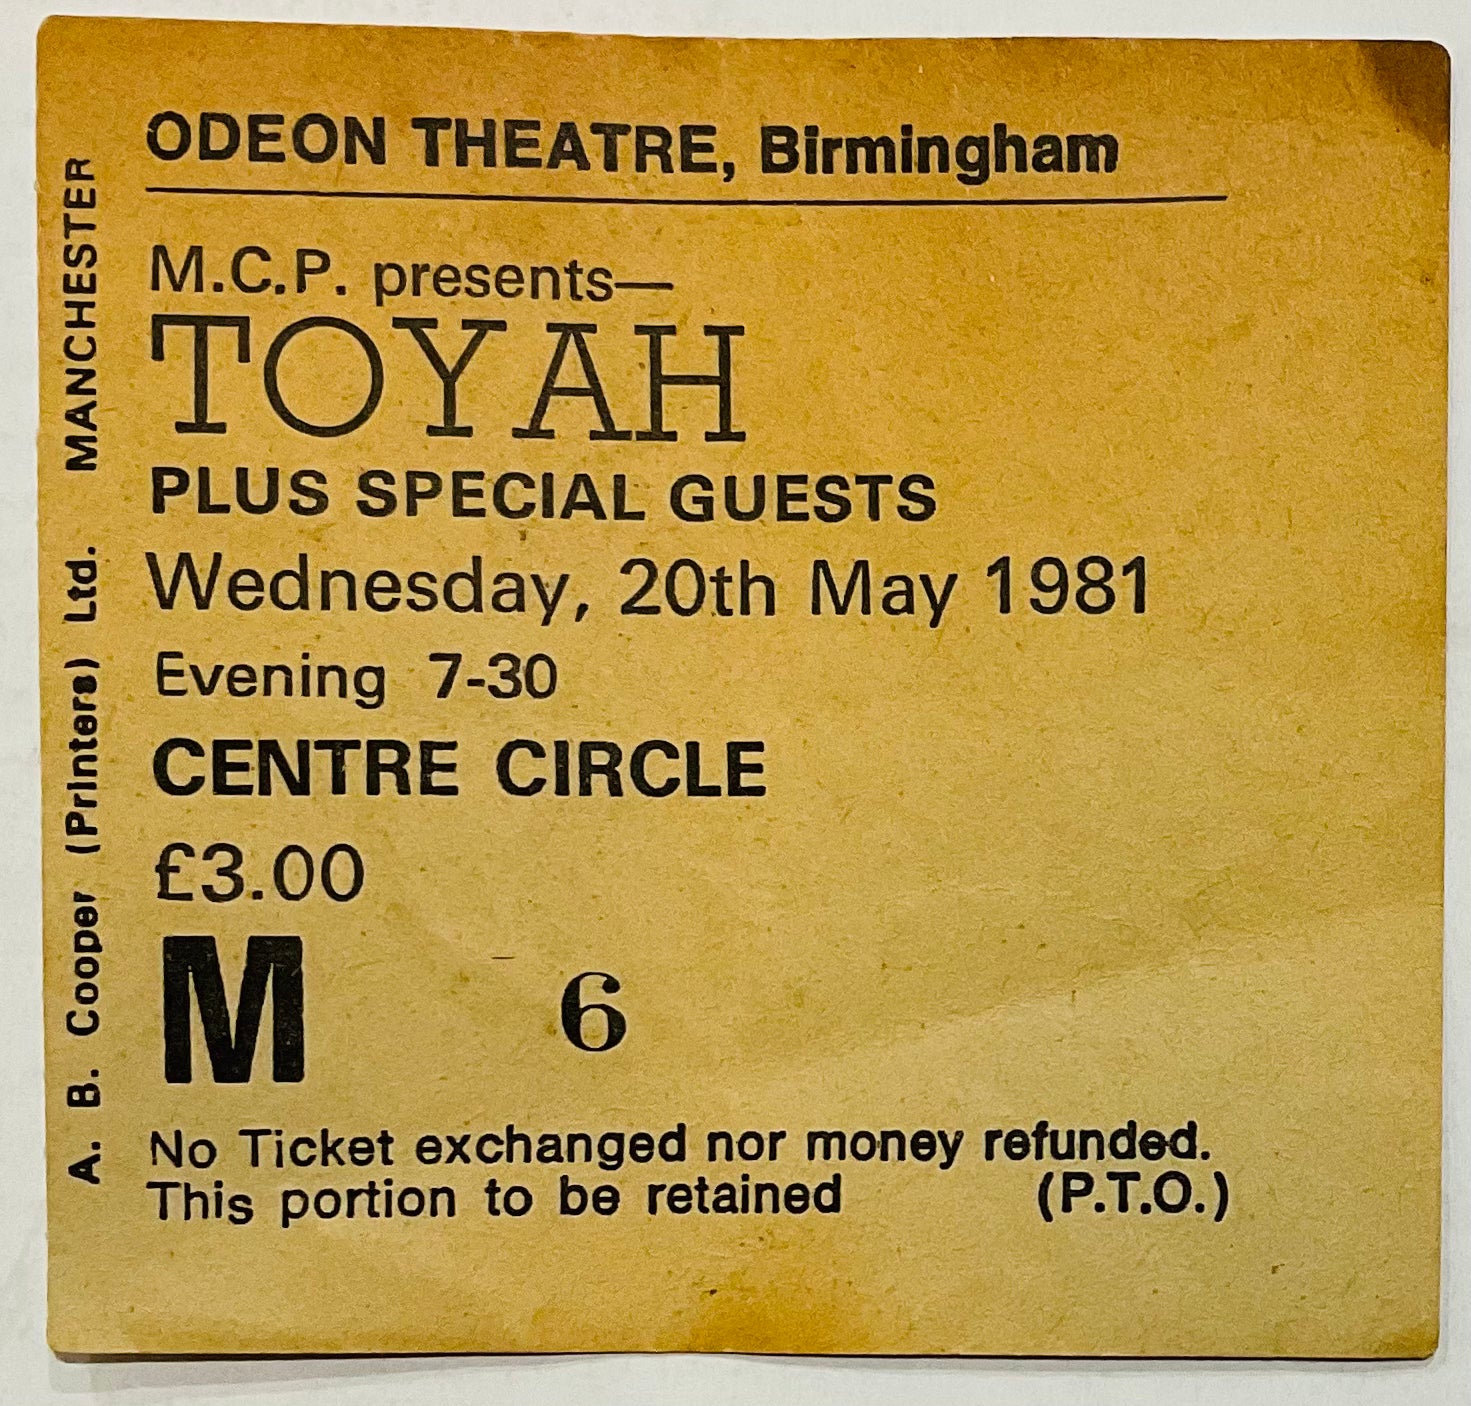 ODEON THEATRE, Birmingham
M.C.P. presents—
TOYAH
PLUS SPECIAL GUESTS
Wednesday, 20th May 1981
Evening 7-30
CENTRE CIRCLE
£3.00
M 6
No Ticket exchanged nor money refunded.
This portion to be retained (P.T.O.)
A. B. Cooper (Printers) Ltd. MANCHESTER